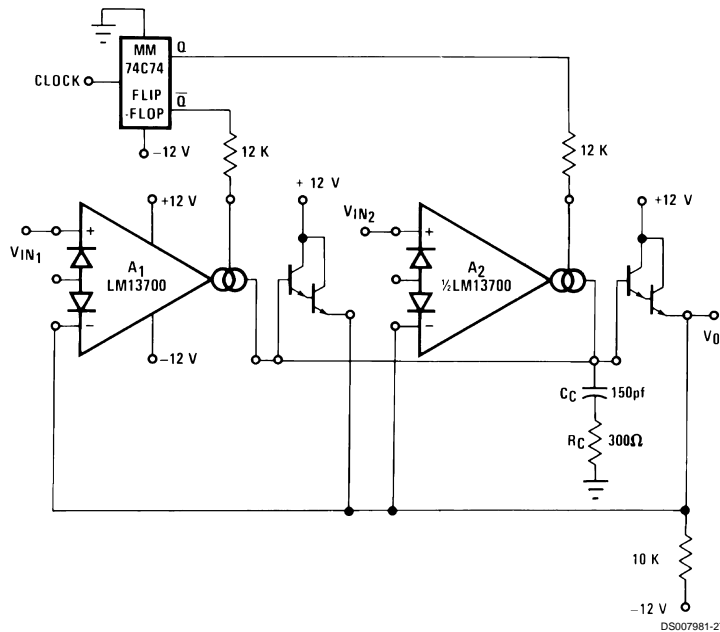 MM
74C74
FLIP
-FLOP
Q
Q̅
CLOCK
-12 V
12 K
12 K
+12 V
+ 12 V
+ 12 V
VIN1
+
A1
LM13700
-
-12 V
VIN2
+
A2
½LM13700
-
VO
CC
150pf
RC
300Ω
10 K
-12 V
DS007981-2